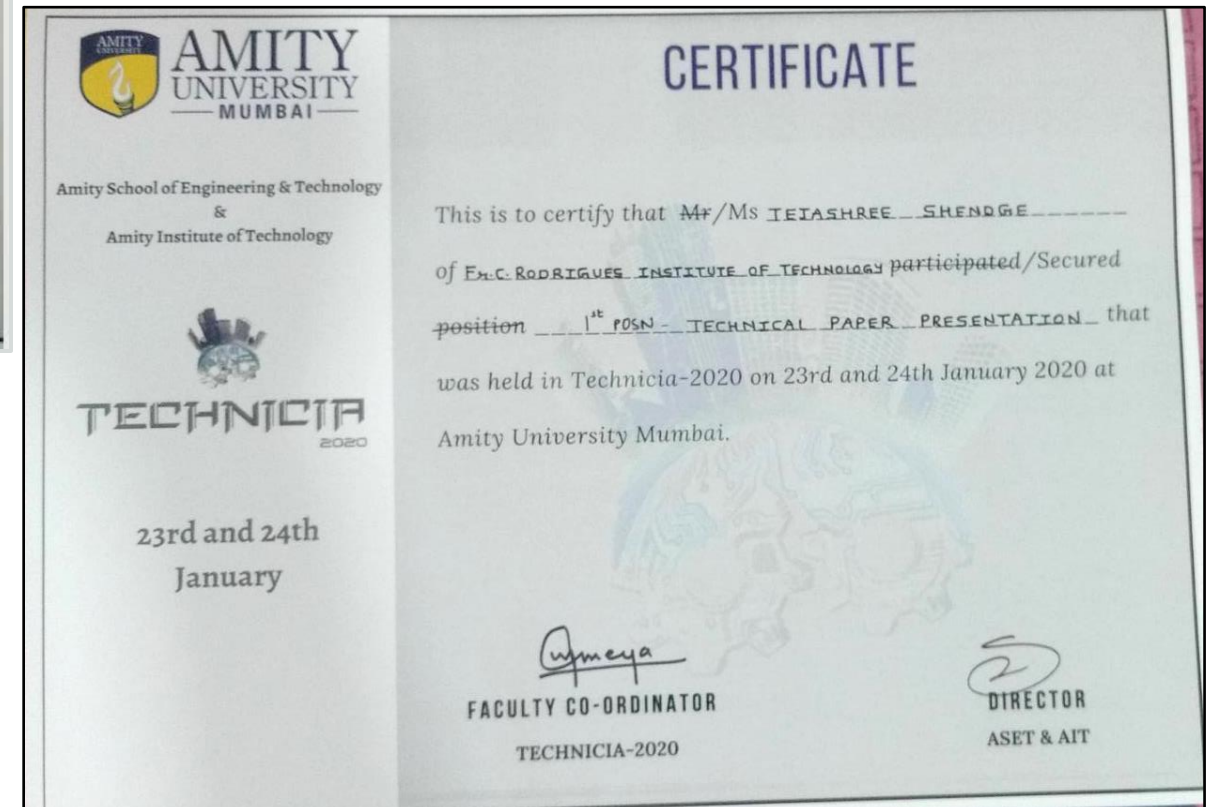 AMITY
UNIVERSITY
AMITY
UNIVERSITY
MUMBAI
Amity School of Engineering & Technology
&
Amity Institute of Technology
TECHNICIA
2020
23rd and 24th
January
CERTIFICATE
This is to certify that Mr/Ms TEJASHREE SHENDGE
of Fr. C. RODRIGUES INSTITUTE OF TECHNOLOGY participated/Secured
position 1st POSN - TECHNICAL PAPER PRESENTATION that
was held in Technicia-2020 on 23rd and 24th January 2020 at
Amity University Mumbai.
FACULTY CO-ORDINATOR
TECHNICIA-2020
DIRECTOR
ASET & AIT